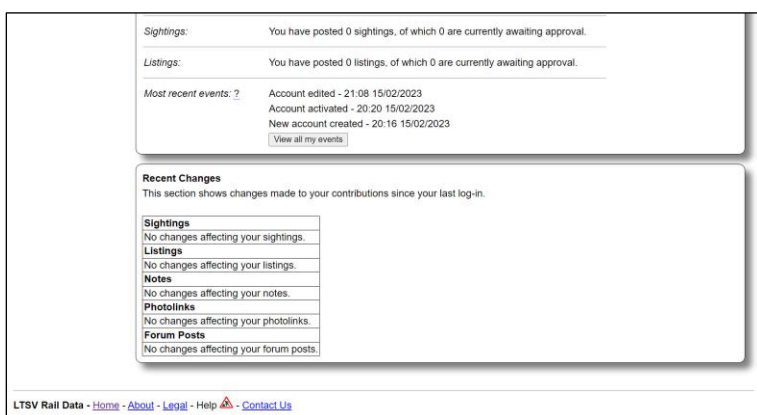 Sightings: You have posted 0 sightings, of which 0 are currently awaiting approval.
Listings: You have posted 0 listings, of which 0 are currently awaiting approval.
Most recent events: ? Account edited - 21:08 15/02/2023
Account activated - 20:20 15/02/2023
New account created - 20:16 15/02/2023
View all my events
Recent Changes
This section shows changes made to your contributions since your last log-in.
Sightings
No changes affecting your sightings.
Listings
No changes affecting your listings.
Notes
No changes affecting your notes.
Photolinks
No changes affecting your photolinks.
Forum Posts
No changes affecting your forum posts.
LTSV Rail Data - Home - About - Legal - Help - Contact Us